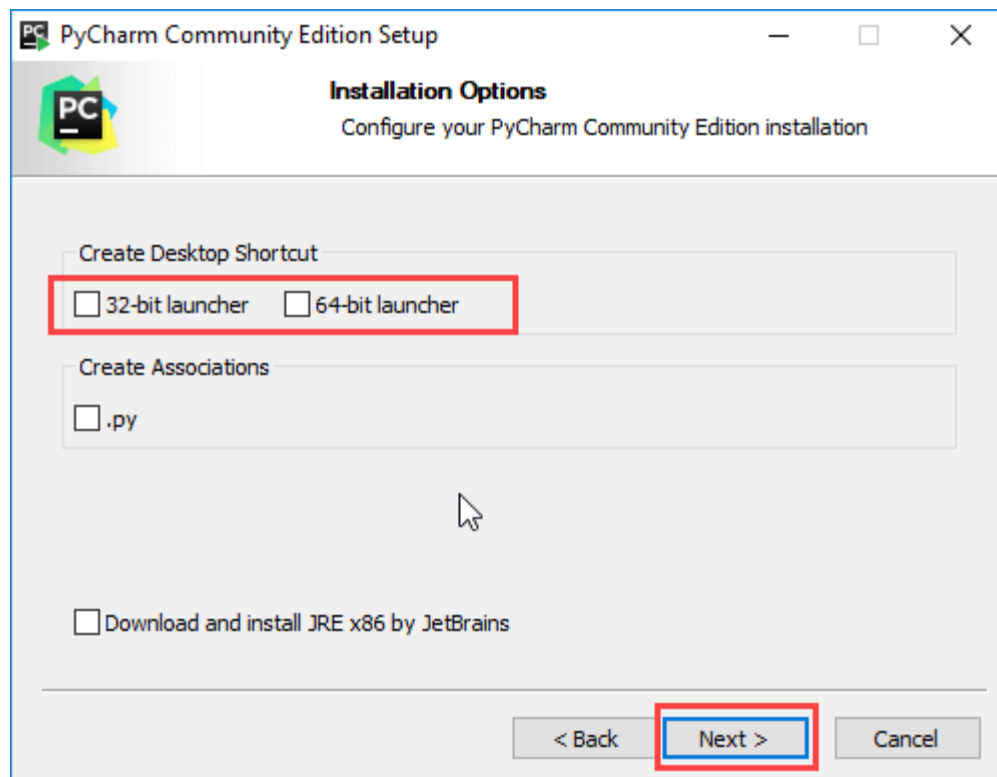 PyCharm Community Edition Setup
PC
Installation Options
Configure your PyCharm Community Edition installation
Create Desktop Shortcut
32-bit launcher 64-bit launcher
Create Associations
.py
Download and install JRE x86 by JetBrains
< Back Next > Cancel